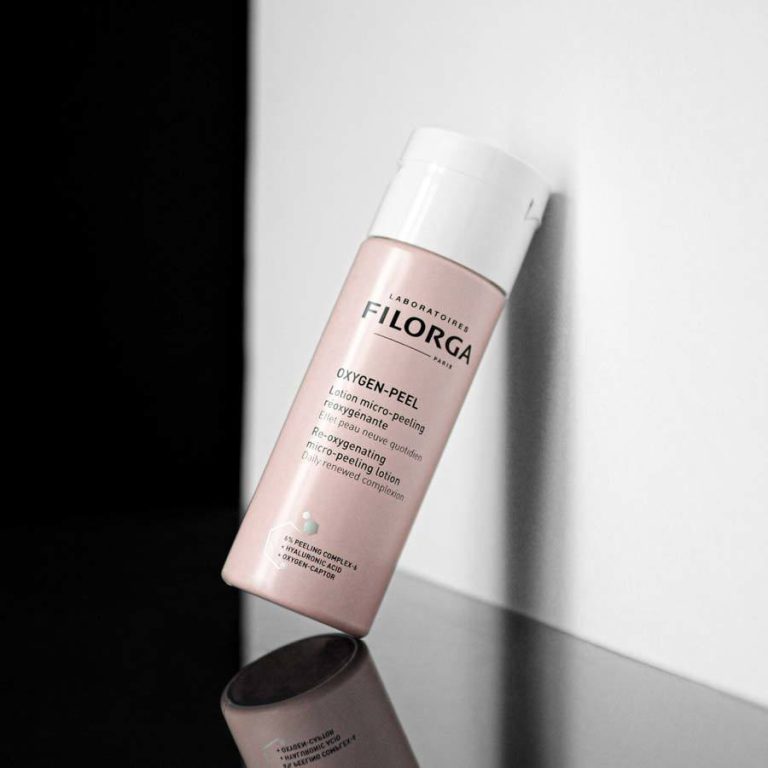 LABORATOIRES
FILORGA
PARIS
OXYGEN-PEEL
Lotion micro-peeling
réoxygénante
Effet peau neuve quotidien
Re-oxygenating
micro-peeling lotion
Daily renewed complexion
6% PEELING COMPLEX-6
+ HYALURONIC ACID
+ OXYGEN-CAPTOR